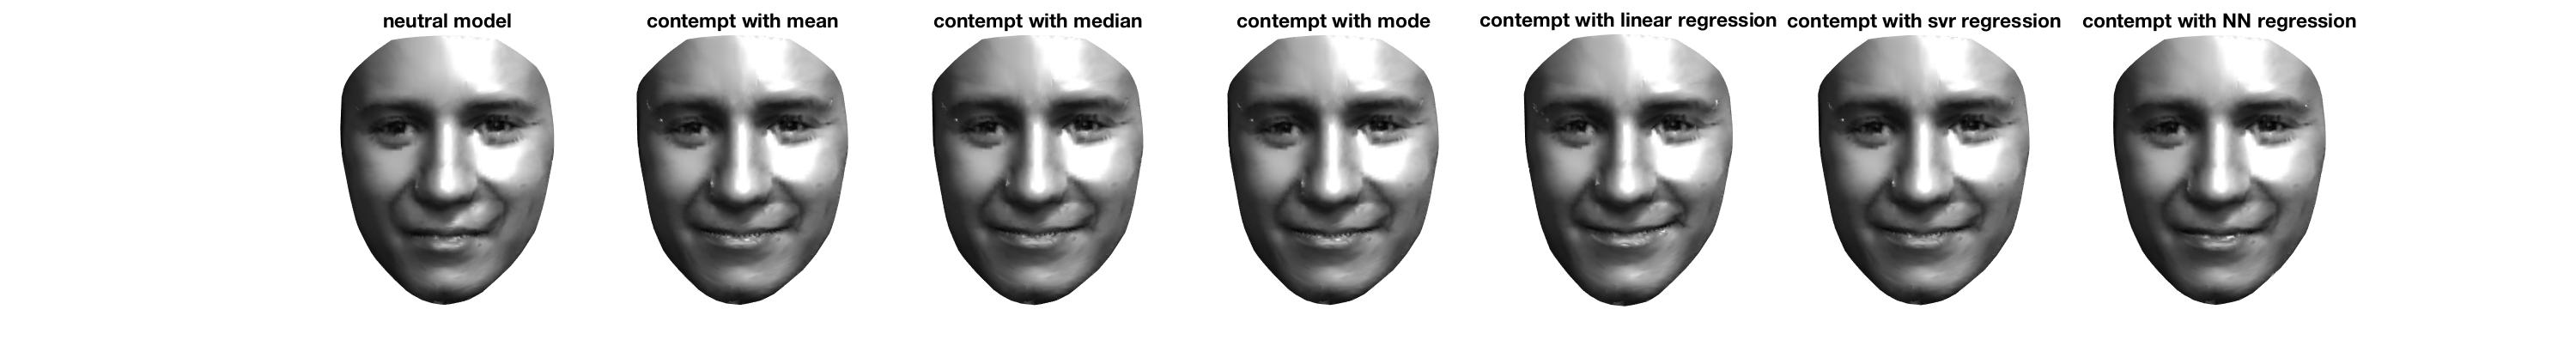 neutral model
contempt with mean
contempt with median
contempt with mode
contempt with linear regression
contempt with svr regression
contempt with NN regression